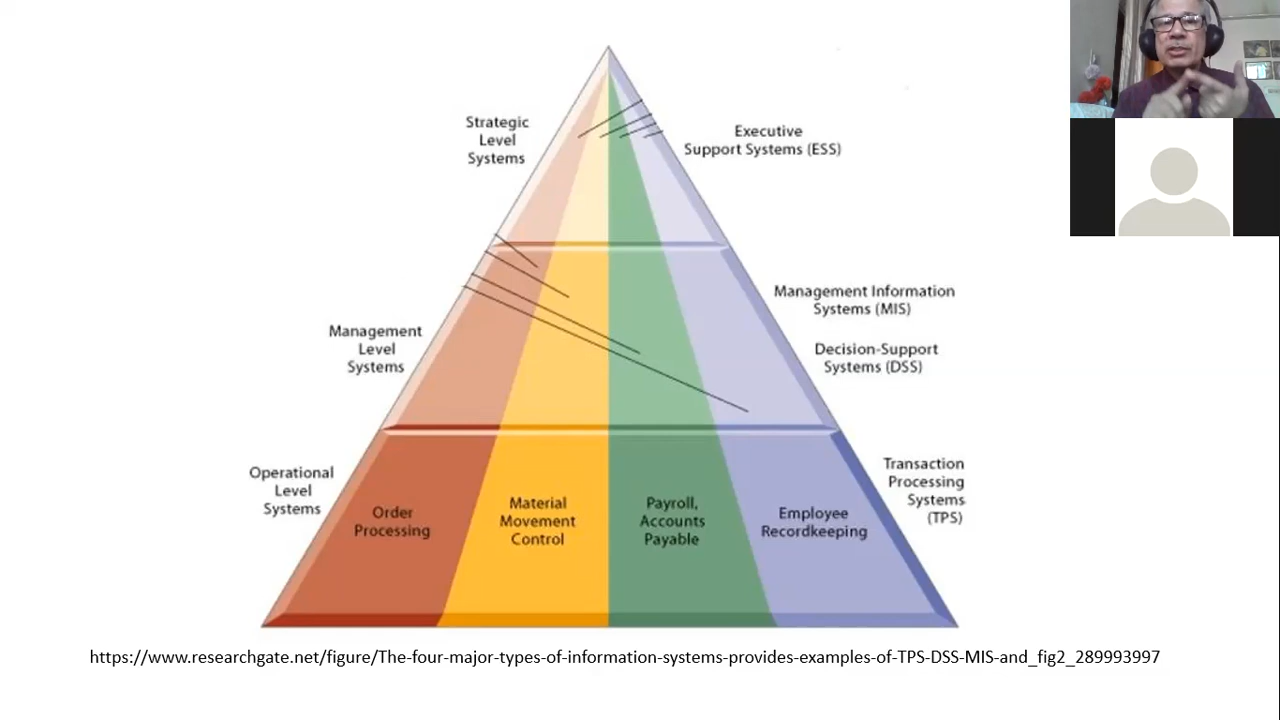 Strategic
Level
Systems
Executive
Support Systems (ESS)
Management Information
Systems (MIS)
Management
Level
Systems
Decision-Support
Systems (DSS)
Operational
Level
Systems
Transaction
Processing
Systems
(TPS)
Order
Processing
Material
Movement
Control
Payroll,
Accounts
Payable
Employee
Recordkeeping
https://www.researchgate.net/figure/The-four-major-types-of-information-systems-provides-examples-of-TPS-DSS-MIS-and_fig2_289993997